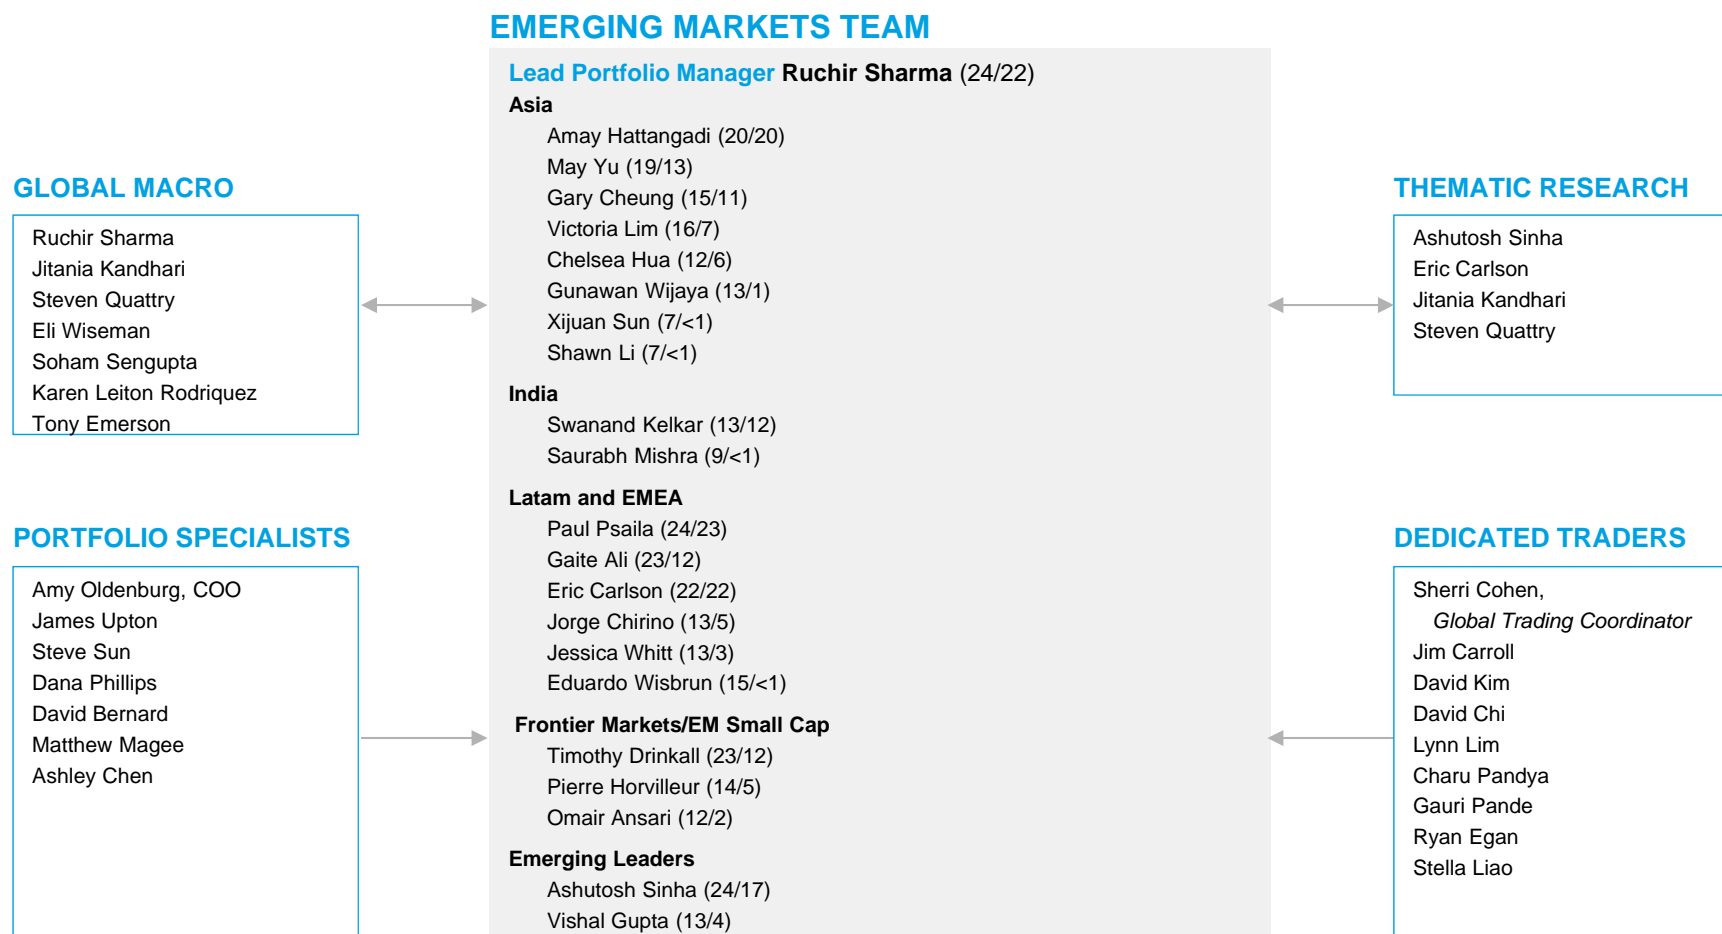 EMERGING MARKETS TEAM
Lead Portfolio Manager Ruchir Sharma (24/22)
Asia
Amay Hattangadi (20/20)
May Yu (19/13)
Gary Cheung (15/11)
Victoria Lim (16/7)
Chelsea Hua (12/6)
Gunawan Wijaya (13/1)
Xijuan Sun (7/<1)
Shawn Li (7/<1)
India
Swanand Kelkar (13/12)
Saurabh Mishra (9/<1)
Latam and EMEA
Paul Psaila (24/23)
Gaite Ali (23/12)
Eric Carlson (22/22)
Jorge Chirino (13/5)
Jessica Whitt (13/3)
Eduardo Wisbrun (15/<1)
Frontier Markets/EM Small Cap
Timothy Drinkall (23/12)
Pierre Horvilleur (14/5)
Omair Ansari (12/2)
Emerging Leaders
Ashutosh Sinha (24/17)
Vishal Gupta (13/4)
GLOBAL MACRO
Ruchir Sharma
Jitania Kandhari
Steven Quattry
Eli Wiseman
Soham Sengupta
Karen Leiton Rodriquez
Tony Emerson
PORTFOLIO SPECIALISTS
Amy Oldenburg, COO
James Upton
Steve Sun
Dana Phillips
David Bernard
Matthew Magee
Ashley Chen
THEMATIC RESEARCH
Ashutosh Sinha
Eric Carlson
Jitania Kandhari
Steven Quattry
DEDICATED TRADERS
Sherri Cohen,
Global Trading Coordinator
Jim Carroll
David Kim
David Chi
Lynn Lim
Charu Pandya
Gauri Pande
Ryan Egan
Stella Liao